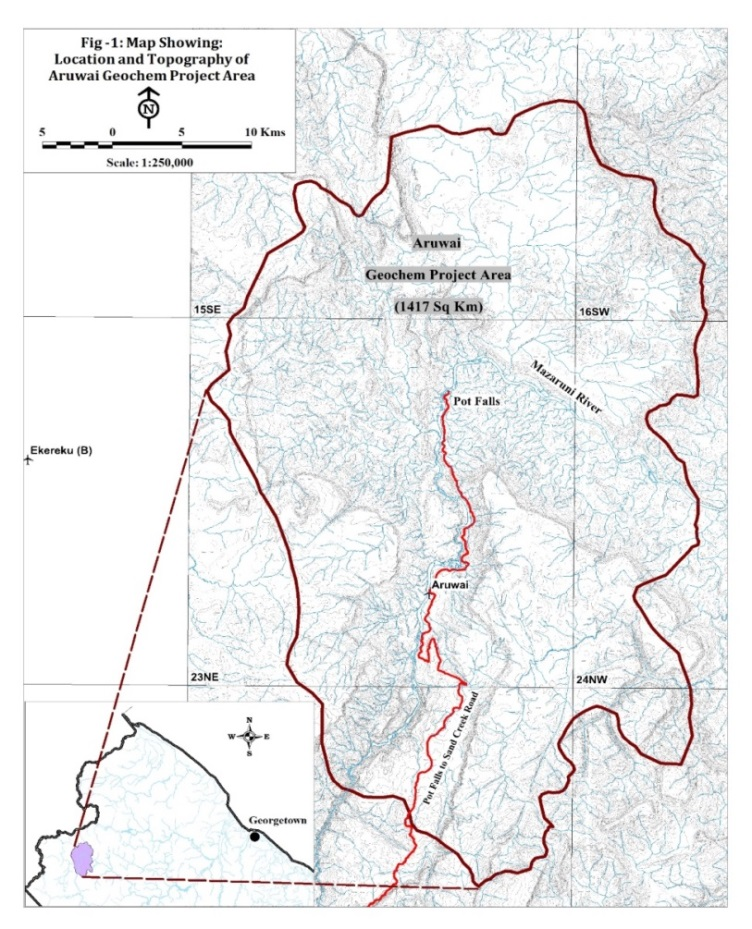 Fig -1: Map Showing:
Location and Topography of
Aruwai Geochem Project Area
N
5 0 5 10 Kms
Scale: 1:250,000
Aruwai
Geochem Project Area
(1417 Sq Km)
15SE
16SW
Mazaruni River
Pot Falls
Ekereku (B)
Aruwai
23NE
24NW
Pot Falls to Sand Creek Road
N
W E
S
Georgetown